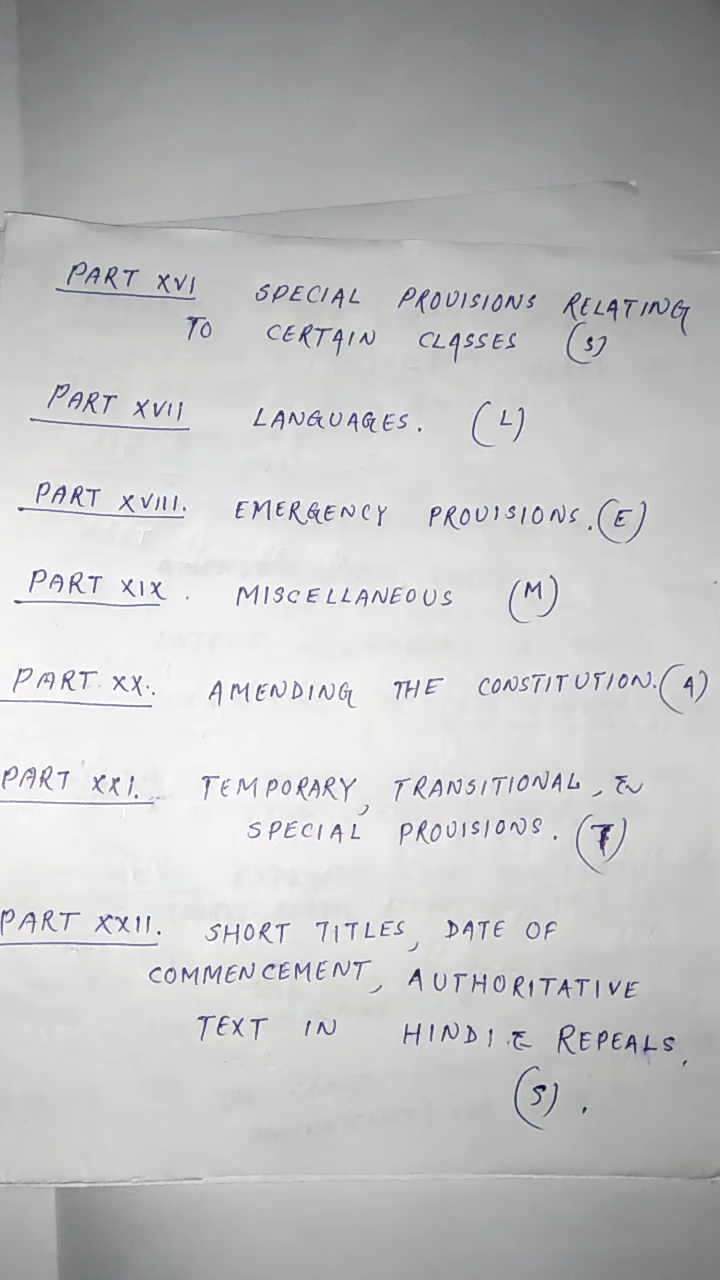 PART XVI SPECIAL PROVISIONS RELATING
TO CERTAIN CLASSES (S)
PART XVII LANGUAGES. (L)
PART XVIII. EMERGENCY PROVISIONS. (E)
PART XIX. MISCELLANEOUS (M)
PART XX. AMENDING THE CONSTITUTION. (A)
PART XXI. TEMPORARY, TRANSITIONAL, &
SPECIAL PROVISIONS. (T)
PART XXII. SHORT TITLES, DATE OF
COMMENCEMENT, AUTHORITATIVE
TEXT IN HINDI & REPEALS.
(S).